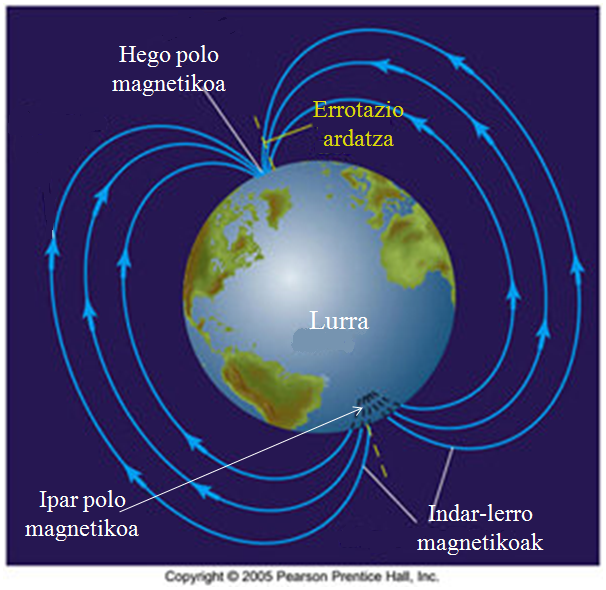 Hego polo
magnetikoa
Errotazio
ardatza
Lurra
Ipar polo
magnetikoa
Indar-lerro
magnetikoak
Copyright © 2005 Pearson Prentice Hall, Inc.